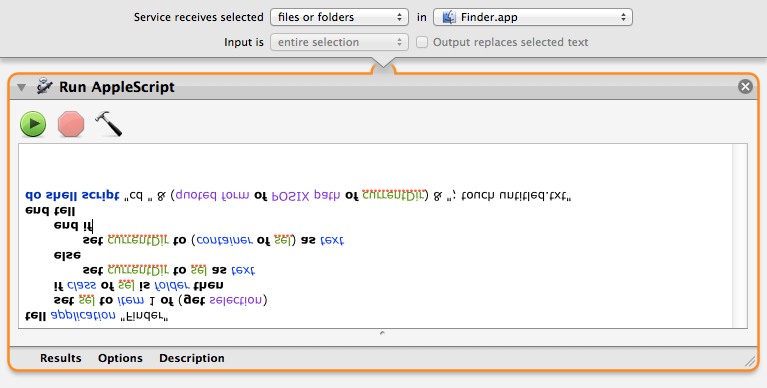 Service receives selected files or folders in Finder.app
Input is entire selection Output replaces selected text
Run AppleScript
tell application "Finder"
set sel to item 1 of (get selection)
if class of sel is folder then
set currentDir to sel as text
else
set currentDir to (container of sel) as text
end if
end tell
do shell script "cd " & (quoted form of POSIX path of currentDir) & "; touch untitled.txt"
Results Options Description